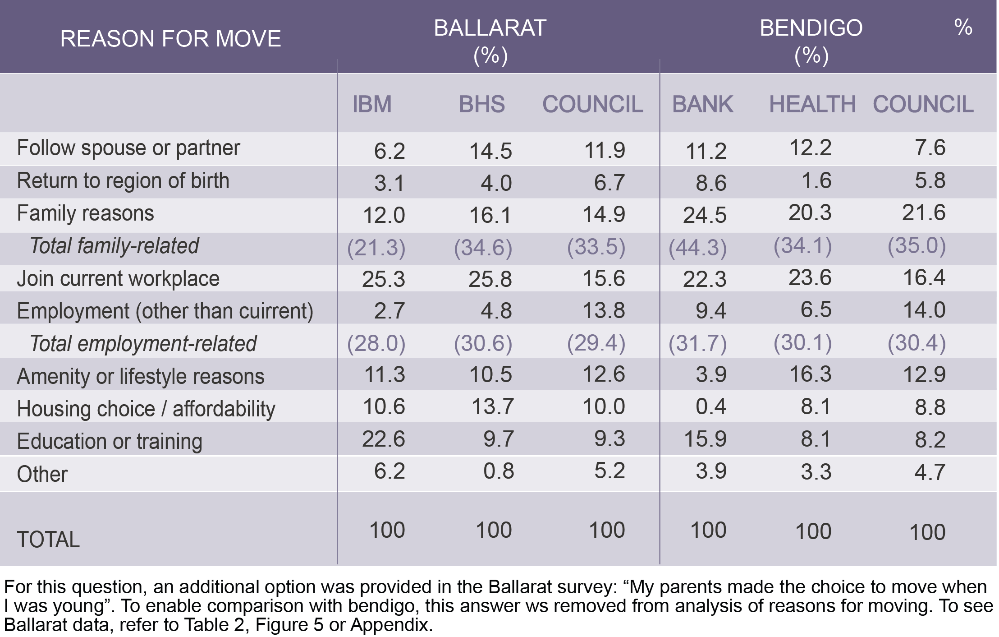 REASON FOR MOVE BALLARAT (%) BENDIGO (%) %
IBM BHS COUNCIL BANK HEALTH COUNCIL
Follow spouse or partner 6.2 14.5 11.9 11.2 12.2 7.6
Return to region of birth 3.1 4.0 6.7 8.6 1.6 5.8
Family reasons 12.0 16.1 14.9 24.5 20.3 21.6
Total family-related (21.3) (34.6) (33.5) (44.3) (34.1) (35.0)
Join current workplace 25.3 25.8 15.6 22.3 23.6 16.4
Employment (other than cuirrent) 2.7 4.8 13.8 9.4 6.5 14.0
Total employment-related (28.0) (30.6) (29.4) (31.7) (30.1) (30.4)
Amenity or lifestyle reasons 11.3 10.5 12.6 3.9 16.3 12.9
Housing choice / affordability 10.6 13.7 10.0 0.4 8.1 8.8
Education or training 22.6 9.7 9.3 15.9 8.1 8.2
Other 6.2 0.8 5.2 3.9 3.3 4.7
TOTAL 100 100 100 100 100 100
For this question, an additional option was provided in the Ballarat survey: “My parents made the choice to move when
I was young”. To enable comparison with bendigo, this answer ws removed from analysis of reasons for moving. To see
Ballarat data, refer to Table 2, Figure 5 or Appendix.